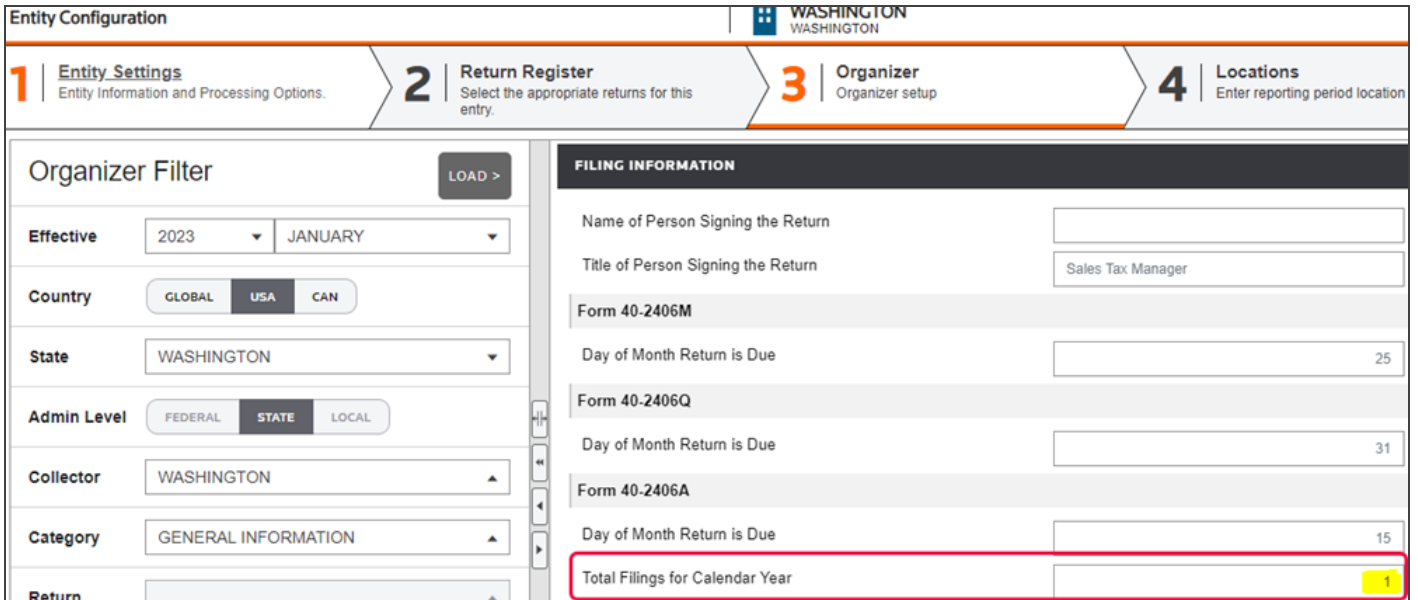 Entity Configuration
WASHINGTON
WASHINGTON
1 Entity Settings
Entity Information and Processing Options.
2 Return Register
Select the appropriate returns for this
entry.
3 Organizer
Organizer setup
4 Locations
Enter reporting period location
Organizer Filter
LOAD >
Effective 2023 JANUARY
Country GLOBAL USA CAN
State WASHINGTON
Admin Level FEDERAL STATE LOCAL
Collector WASHINGTON
Category GENERAL INFORMATION
Return
FILING INFORMATION
Name of Person Signing the Return
Title of Person Signing the Return Sales Tax Manager
Form 40-2406M
Day of Month Return is Due 25
Form 40-2406Q
Day of Month Return is Due 31
Form 40-2406A
Day of Month Return is Due 15
Total Filings for Calendar Year 1